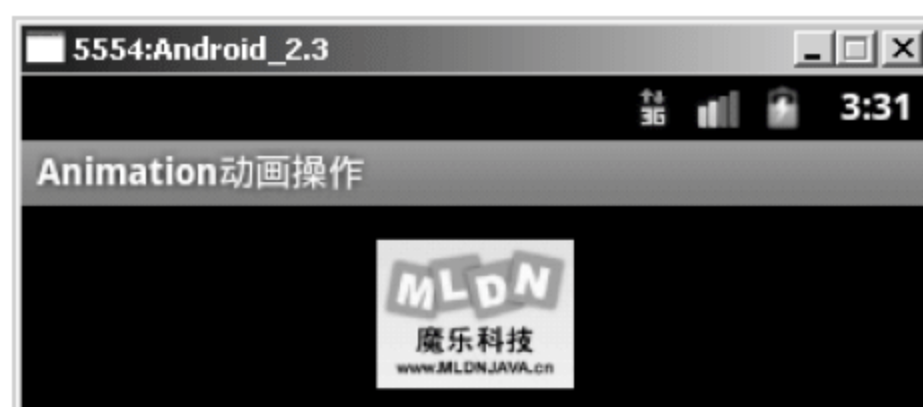 5554:Android_2.3
3G 3:31
Animation动画操作
MLDN
魔乐科技
www.MLDNJAVA.cn